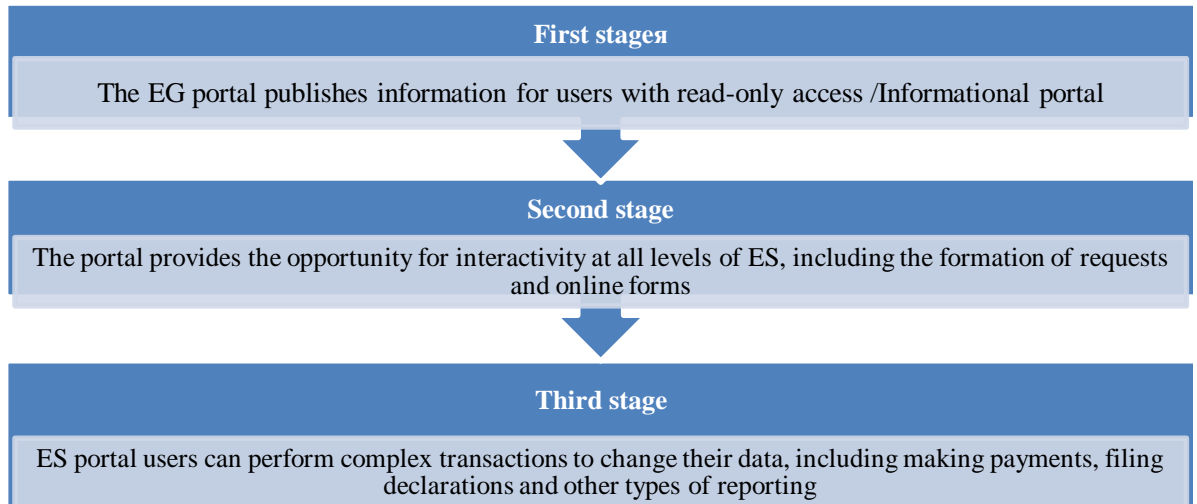 First stageя
The EG portal publishes information for users with read-only access /Informational portal
Second stage
The portal provides the opportunity for interactivity at all levels of ES, including the formation of requests
and online forms
Third stage
ES portal users can perform complex transactions to change their data, including making payments, filing
declarations and other types of reporting